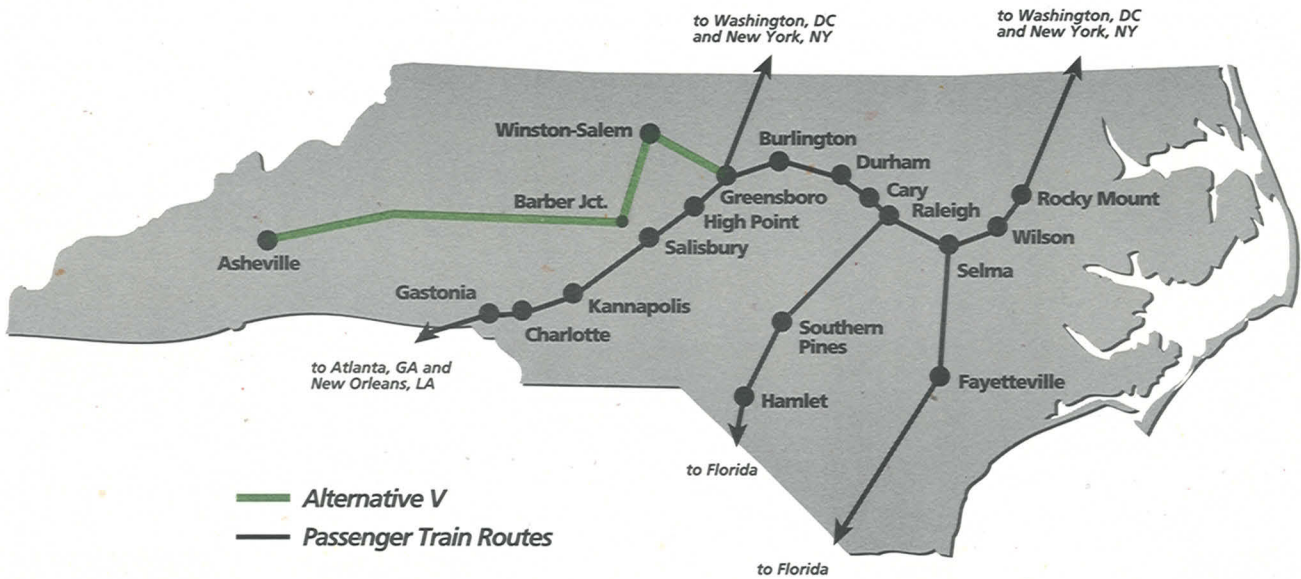 to Washington, DC
and New York, NY
to Washington, DC
and New York, NY
Winston-Salem
Burlington
Durham
Barber Jct.
Greensboro
Cary
Rocky Mount
High Point
Raleigh
Wilson
Salisbury
Asheville
Selma
Gastonia
Kannapolis
Charlotte
Southern
Pines
to Atlanta, GA and
New Orleans, LA
Fayetteville
Hamlet
to Florida
Alternative V
Passenger Train Routes
to Florida